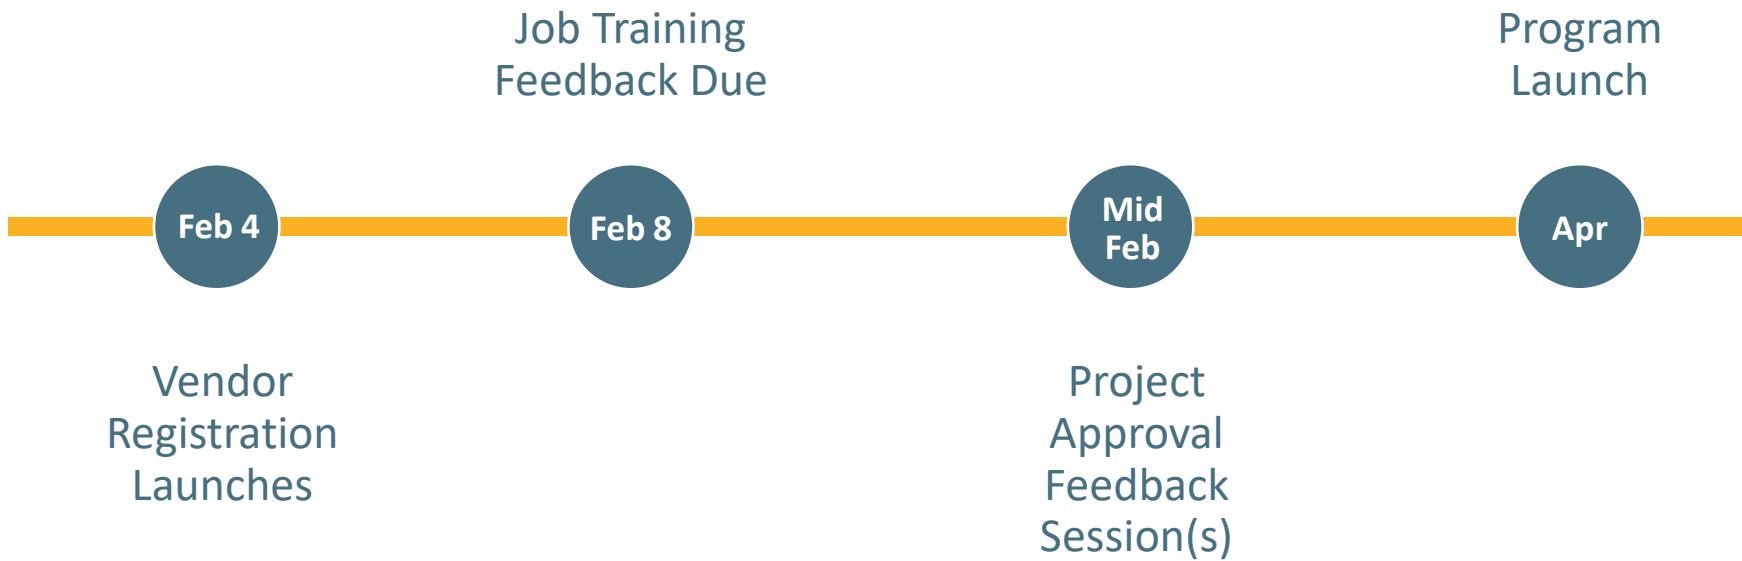 Job Training
Feedback Due
Program
Launch
Feb 4
Feb 8
Mid
Feb
Apr
Vendor
Registration
Launches
Project
Approval
Feedback
Session(s)